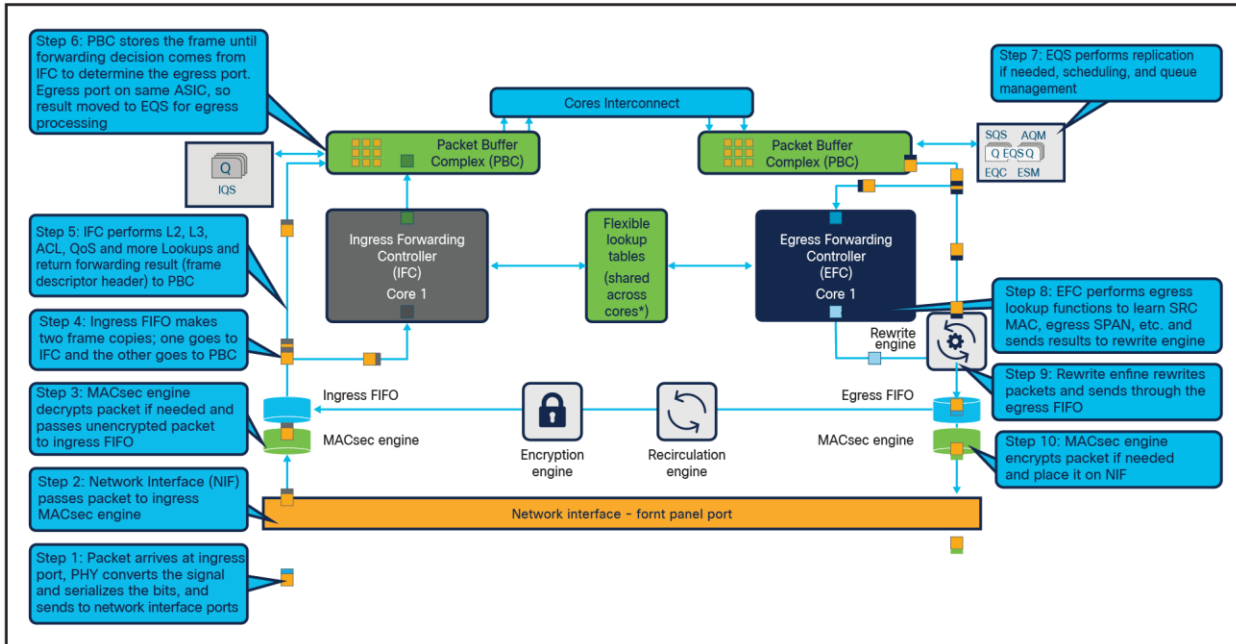 Step 6: PBC stores the frame until
forwarding decision comes from
IFC to determine the egress port.
Egress port on same ASIC, so
result moved to EQS for egress
processing
Cores Interconnect
Step 7: EQS performs replication
if needed, scheduling, and queue
management
Packet Buffer
Complex (PBC)
Packet Buffer
Complex (PBC)
SQS AQM
Q EQS Q
EQC ESM
Q
IQS
Step 5: IFC performs L2, L3,
ACL, QoS and more Lookups and
return forwarding result (frame
descriptor header) to PBC
Ingress Forwarding
Controller
(IFC)
Core 1
Flexible
lookup
tables
(shared
across
cores*)
Egress Forwarding
Controller
(EFC)
Core 1
Step 8: EFC performs egress
lookup functions to learn SRC
MAC, egress SPAN, etc. and
sends results to rewrite engine
Step 4: Ingress FIFO makes
two frame copies; one goes to
IFC and the other goes to PBC
Rewrite
engine
Step 9: Rewrite enfine rewrites
packets and sends through the
egress FIFO
Step 3: MACsec engine
decrypts packet if needed and
passes unencrypted packet
to ingress FIFO
Ingress FIFO
Egress FIFO
MACsec engine
MACsec engine
Encryption
engine
Recirculation
engine
Step 10: MACsec engine
encrypts packet if needed
and place it on NIF
Step 2: Network Interface (NIF)
passes packet to ingress
MACsec engine
Network interface - fornt panel port
Step 1: Packet arrives at ingress
port, PHY converts the signal
and serializes the bits, and
sends to network interface ports